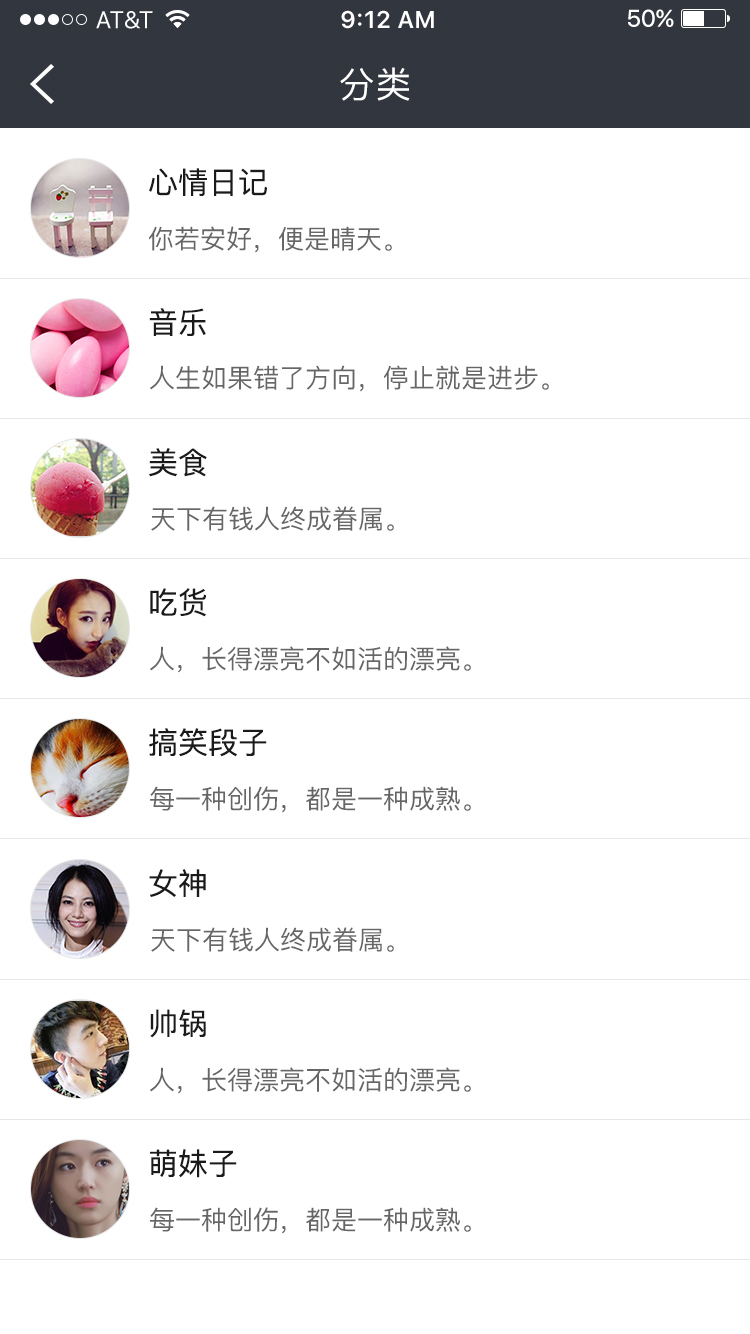 AT&T 9:12 AM 50%
分类
心情日记
你若安好，便是晴天。
音乐
人生如果错了方向，停止就是进步。
美食
天下有钱人终成眷属。
吃货
人，长得漂亮不如活的漂亮。
搞笑段子
每一种创伤，都是一种成熟。
女神
天下有钱人终成眷属。
帅锅
人，长得漂亮不如活的漂亮。
萌妹子
每一种创伤，都是一种成熟。